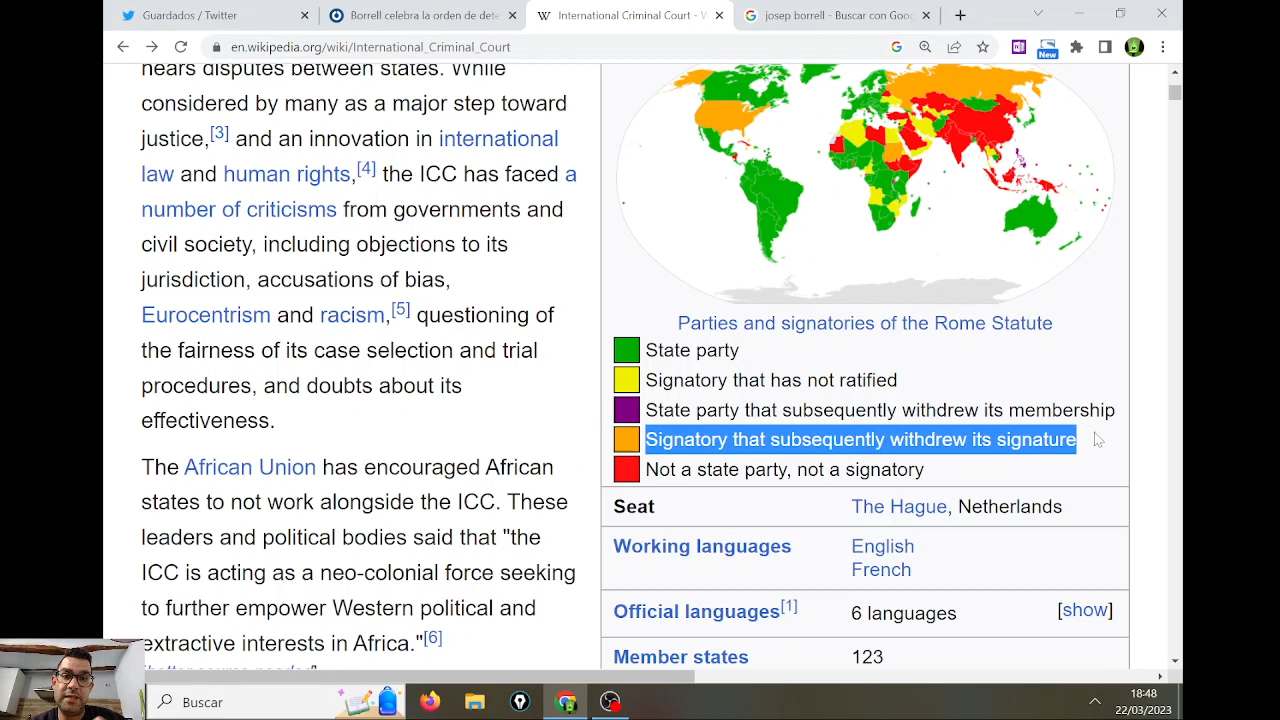 Guardados / Twitter
Borrell celebra la orden de dete
International Criminal Court - W
josep borrell - Buscar con Goog
en.wikipedia.org/wiki/International_Criminal_Court
New
hears disputes between states. While
considered by many as a major step toward
justice,[3] and an innovation in international
law and human rights,[4] the ICC has faced a
number of criticisms from governments and
civil society, including objections to its
jurisdiction, accusations of bias,
Eurocentrism and racism,[5] questioning of
the fairness of its case selection and trial
procedures, and doubts about its
effectiveness.
The African Union has encouraged African
states to not work alongside the ICC. These
leaders and political bodies said that "the
ICC is acting as a neo-colonial force seeking
to further empower Western political and
extractive interests in Africa."[6]
Parties and signatories of the Rome Statute
State party
Signatory that has not ratified
State party that subsequently withdrew its membership
Signatory that subsequently withdrew its signature
Not a state party, not a signatory
Seat The Hague, Netherlands
Working languages English
French
Official languages[1] 6 languages [show]
Member states 123
Buscar
18:48
22/03/2023